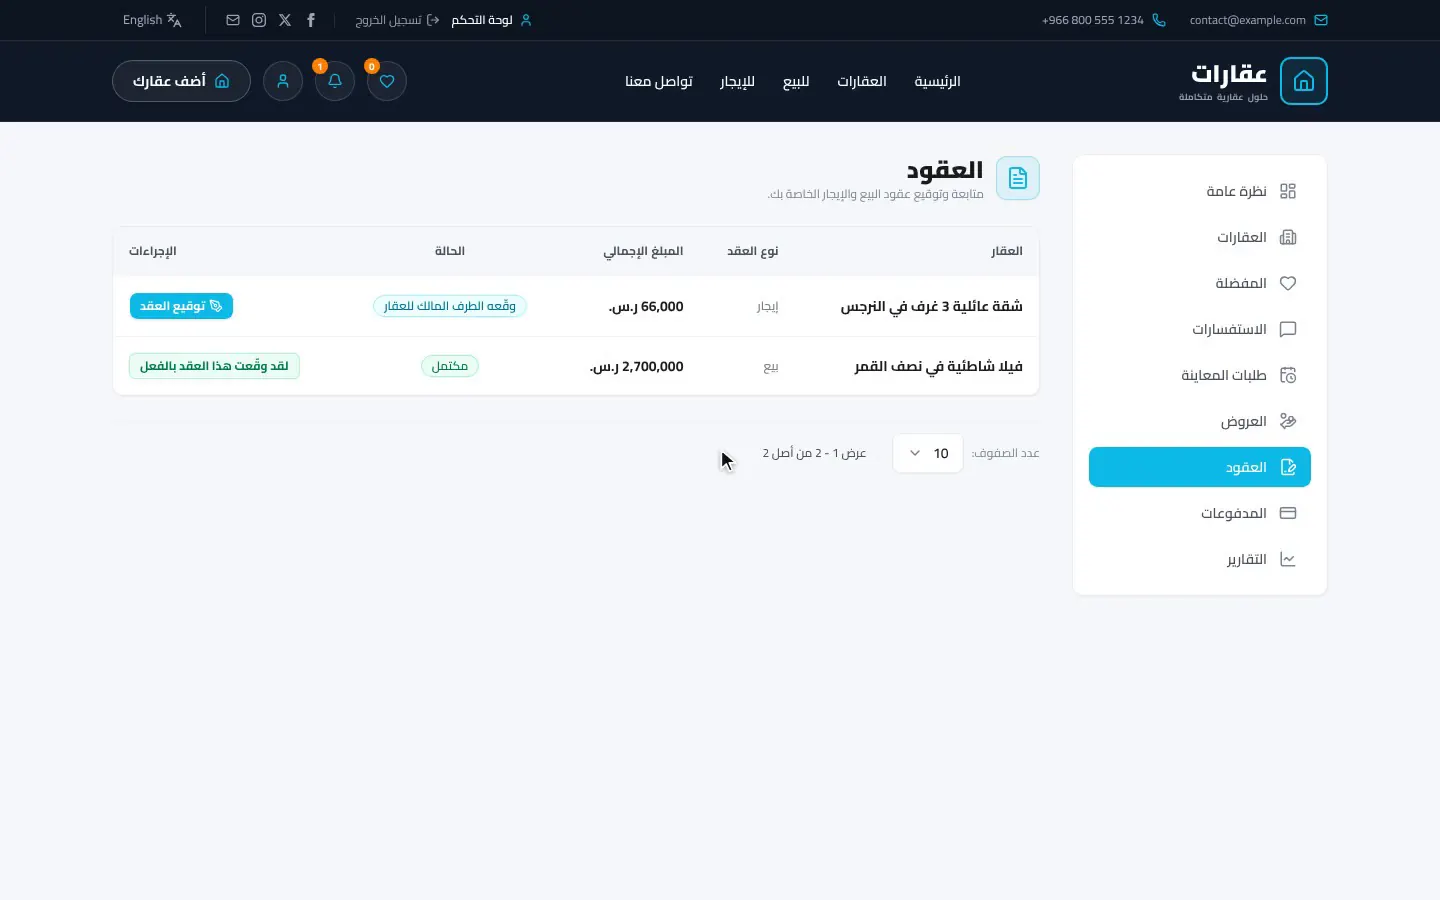 contact@example.com
+966 800 555 1234
لوحة التحكم
تسجيل الخروج
English
عقارات
حلول عقارية متكاملة
الرئيسية
العقارات
للبيع
للإيجار
تواصل معنا
0
1
أضف عقارك
نظرة عامة
العقارات
المفضلة
الاستفسارات
طلبات المعاينة
العروض
العقود
المدفوعات
التقارير
العقود
متابعة وتوقيع عقود البيع والإيجار الخاصة بك.
العقار نوع العقد المبلغ الإجمالي الحالة الإجراءات
شقة عائلية 3 غرف في النرجس إيجار 66,000 ر.س. وقّعه الطرف المالك للعقار توقيع العقد
فيلا شاطئية في نصف القمر بيع 2,700,000 ر.س. مكتمل لقد وقّعت هذا العقد بالفعل
عدد الصفوف: 10 عرض 1 - 2 من أصل 2